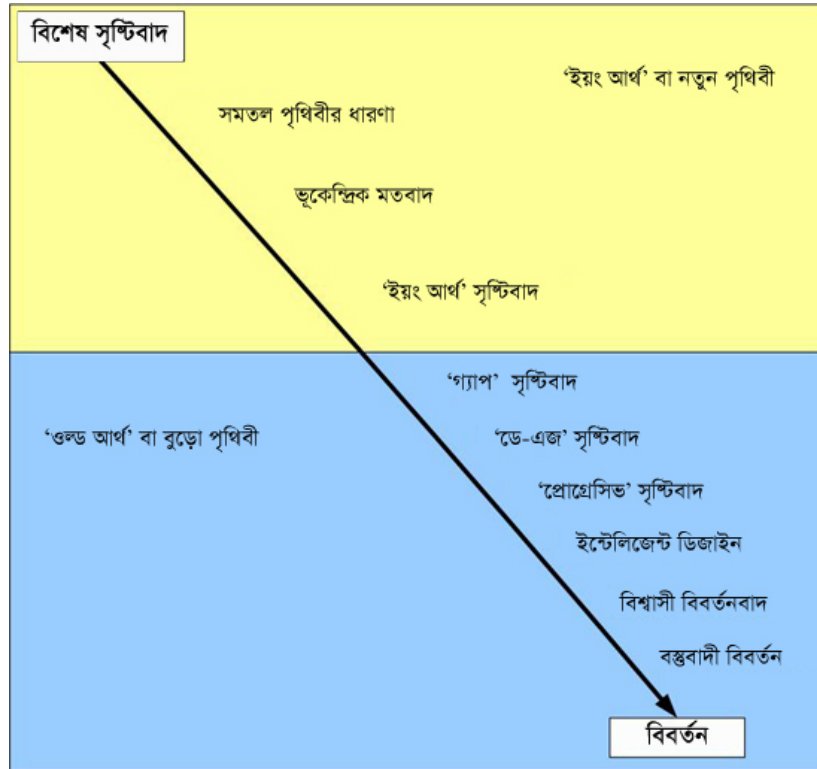 বিশেষ সৃষ্টিবাদ
‘ইয়ং আর্থ’ বা নতুন পৃথিবী
সমতল পৃথিবীর ধারণা
ভূকেন্দ্রিক মতবাদ
‘ইয়ং আর্থ’ সৃষ্টিবাদ
‘গ্যাপ’ সৃষ্টিবাদ
‘ওল্ড আর্থ’ বা বুড়ো পৃথিবী
‘ডে-এজ’ সৃষ্টিবাদ
‘প্রোগ্রেসিভ’ সৃষ্টিবাদ
ইন্টেলিজেন্ট ডিজাইন
বিশ্বাসী বিবর্তনবাদ
বস্তুবাদী বিবর্তন
বিবর্তন